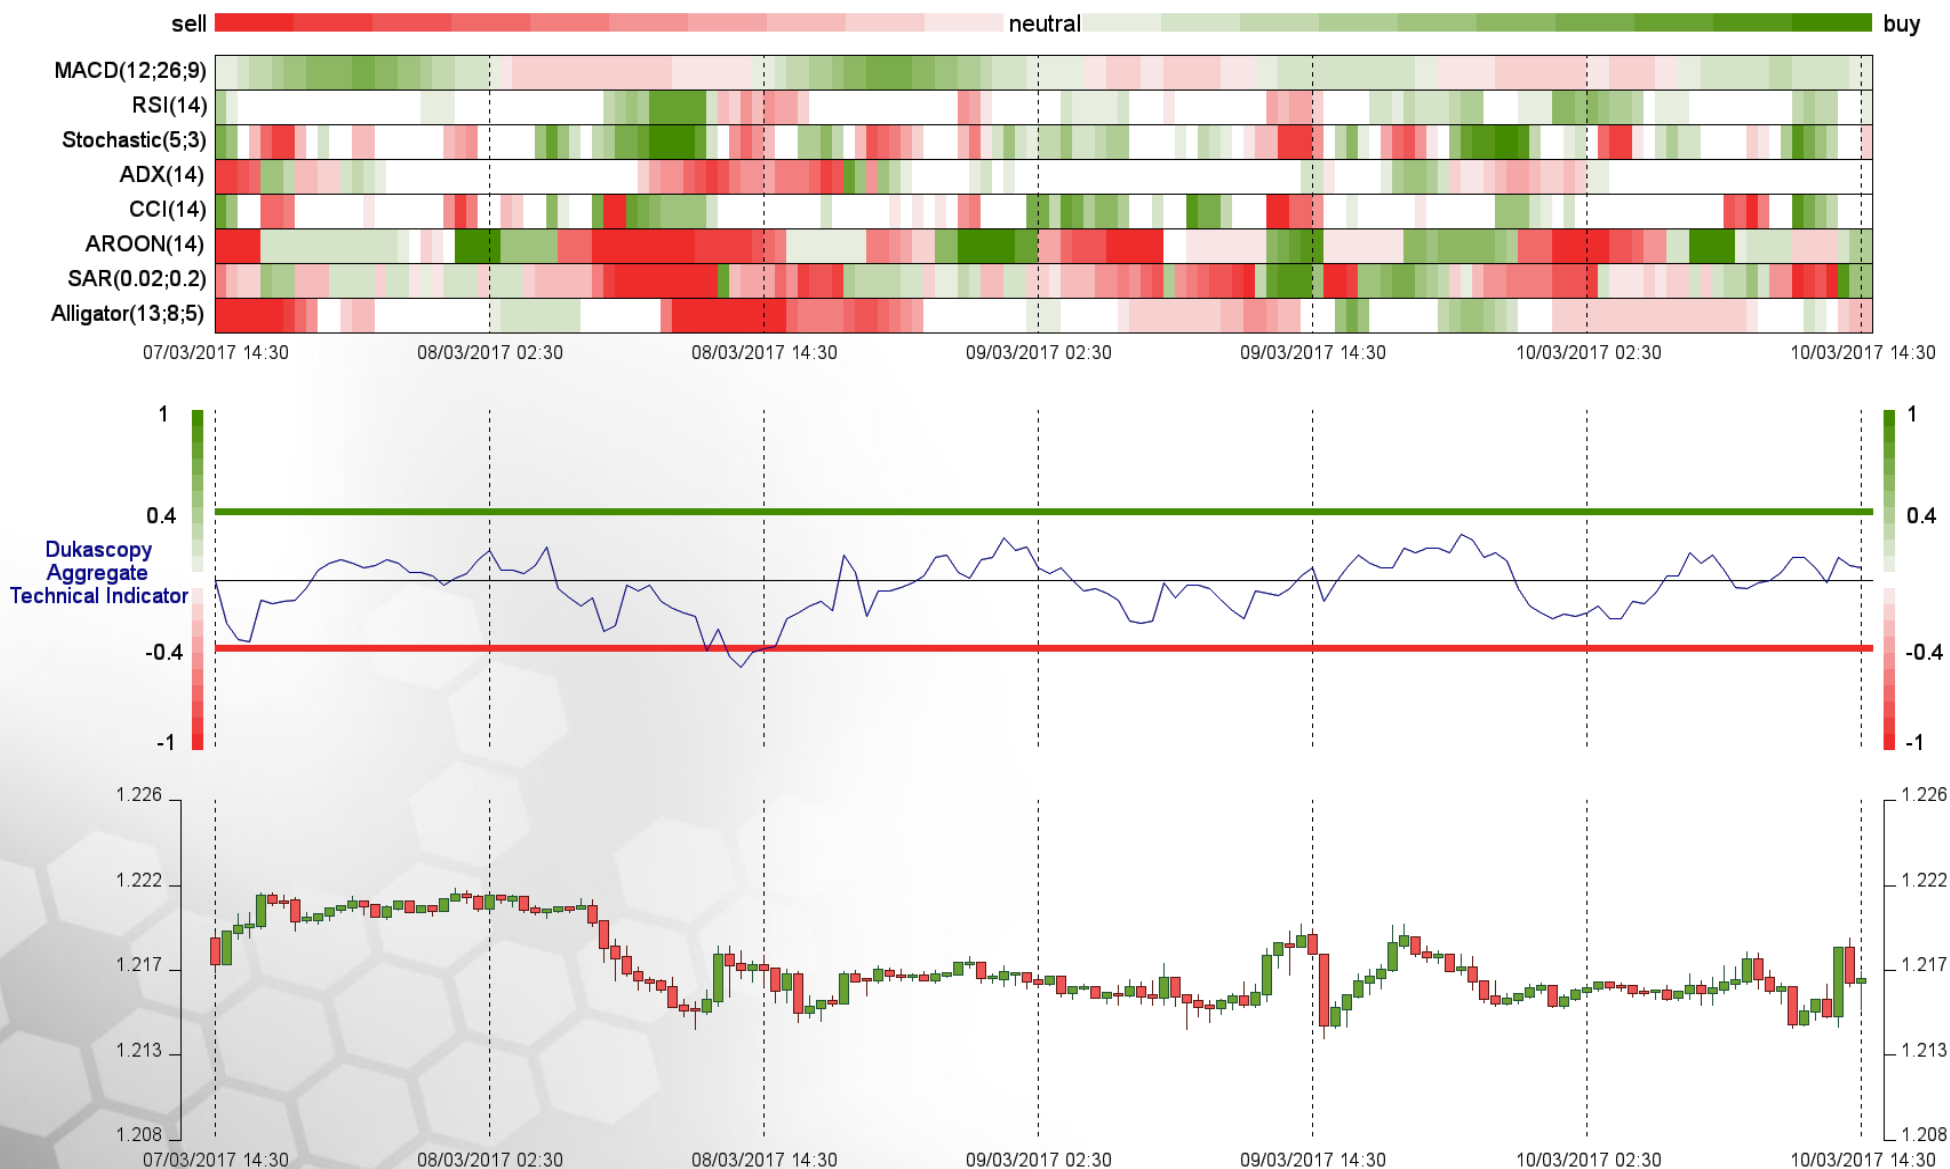 sell neutral buy
MACD(12;26;9)
RSI(14)
Stochastic(5;3)
ADX(14)
CCI(14)
AROON(14)
SAR(0.02;0.2)
Alligator(13;8;5)
07/03/2017 14:30 08/03/2017 02:30 08/03/2017 14:30 09/03/2017 02:30 09/03/2017 14:30 10/03/2017 02:30 10/03/2017 14:30
1 1
0.4 0.4
Dukascopy
Aggregate
Technical Indicator
-0.4 -0.4
-1 -1
1.226 1.226
1.222 1.222
1.217 1.217
1.213 1.213
1.208 1.208
07/03/2017 14:30 08/03/2017 02:30 08/03/2017 14:30 09/03/2017 02:30 09/03/2017 14:30 10/03/2017 02:30 10/03/2017 14:30